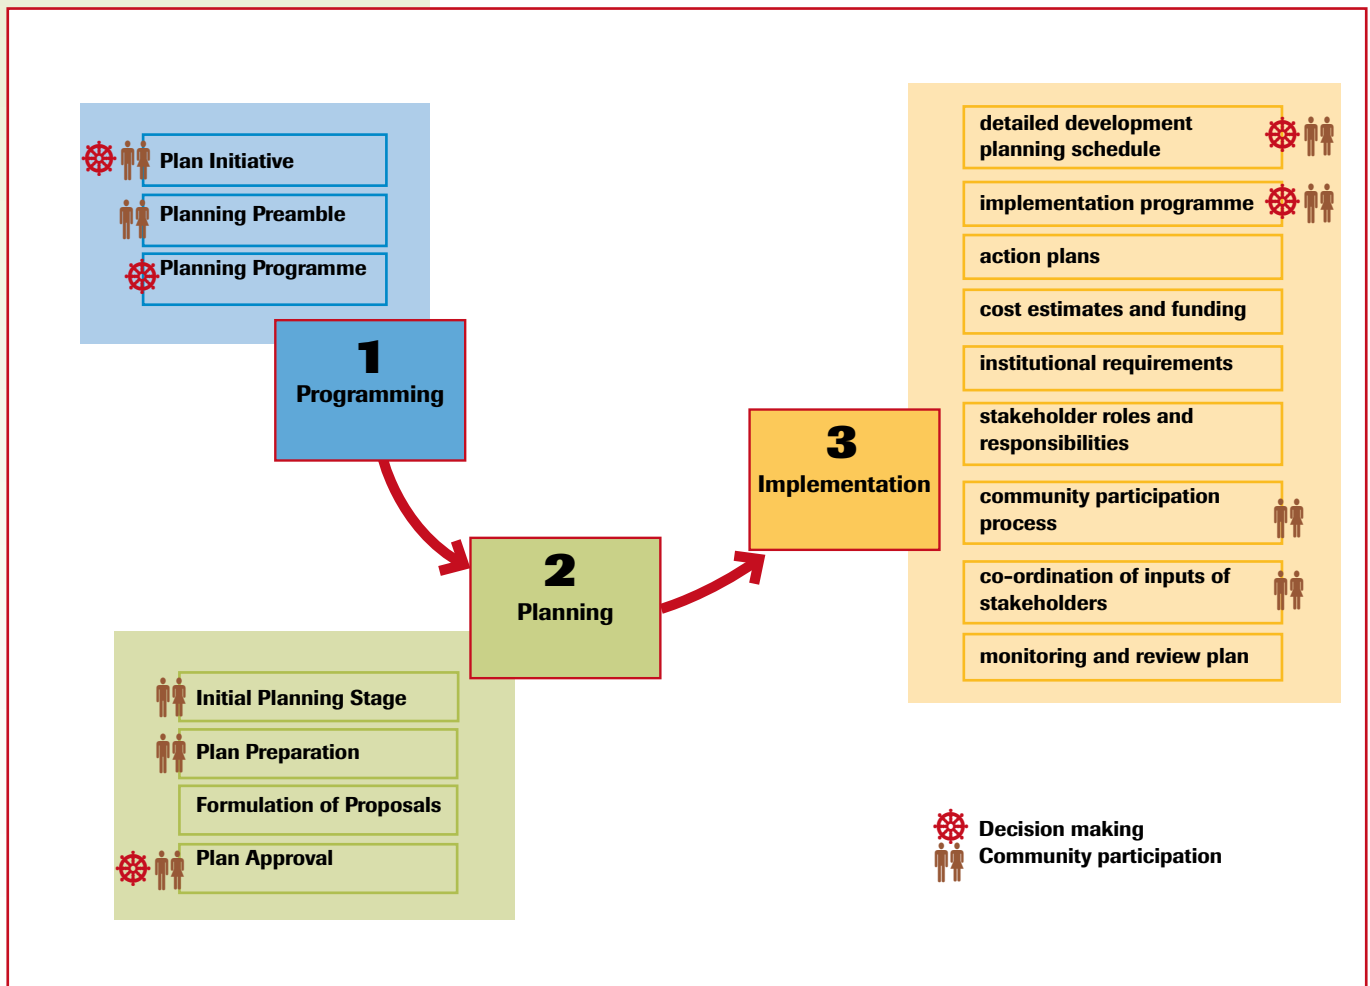 Plan Initiative
Planning Preamble
Planning Programme
1
Programming
2
Planning
Initial Planning Stage
Plan Preparation
Formulation of Proposals
Plan Approval
3
Implementation
detailed development
planning schedule
implementation programme
action plans
cost estimates and funding
institutional requirements
stakeholder roles and
responsibilities
community participation
process
co-ordination of inputs of
stakeholders
monitoring and review plan
Decision making
Community participation